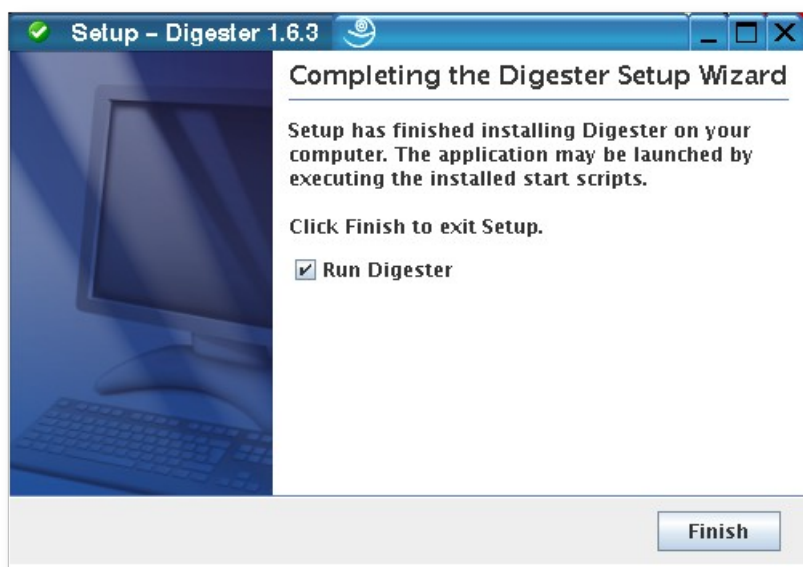 Setup – Digester 1.6.3
Completing the Digester Setup Wizard
Setup has finished installing Digester on your
computer. The application may be launched by
executing the installed start scripts.
Click Finish to exit Setup.
Run Digester
Finish